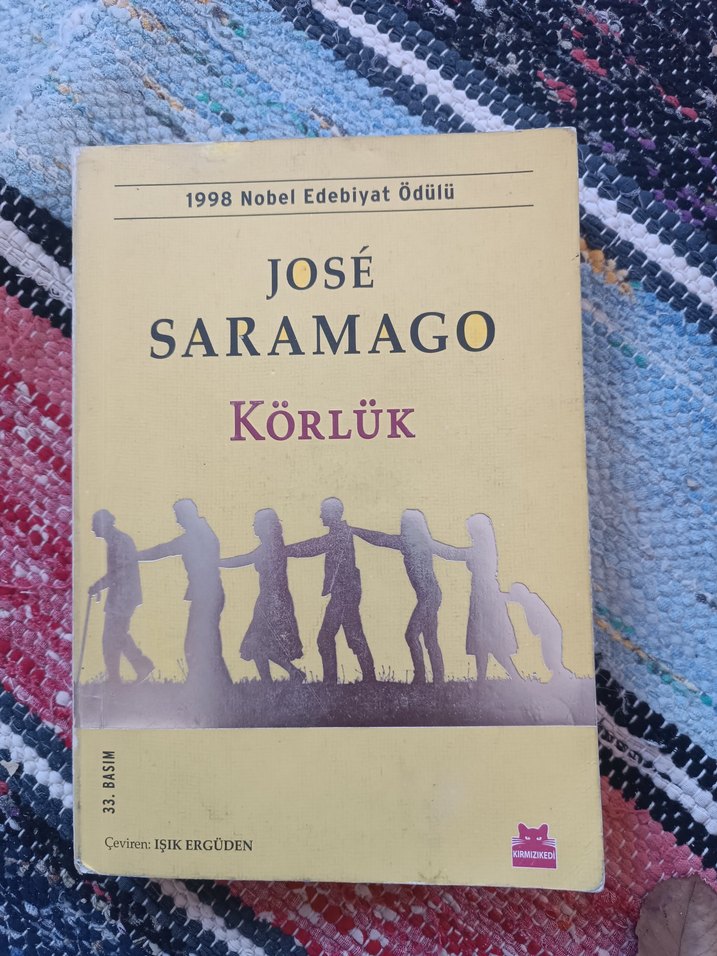 1998 Nobel Edebiyat Ödülü
JOSÉ
SARAMAGO
KÖRLÜK
33. BASIM
Çeviren: IŞIK ERGÜDEN
KIRMIZIKEDİ